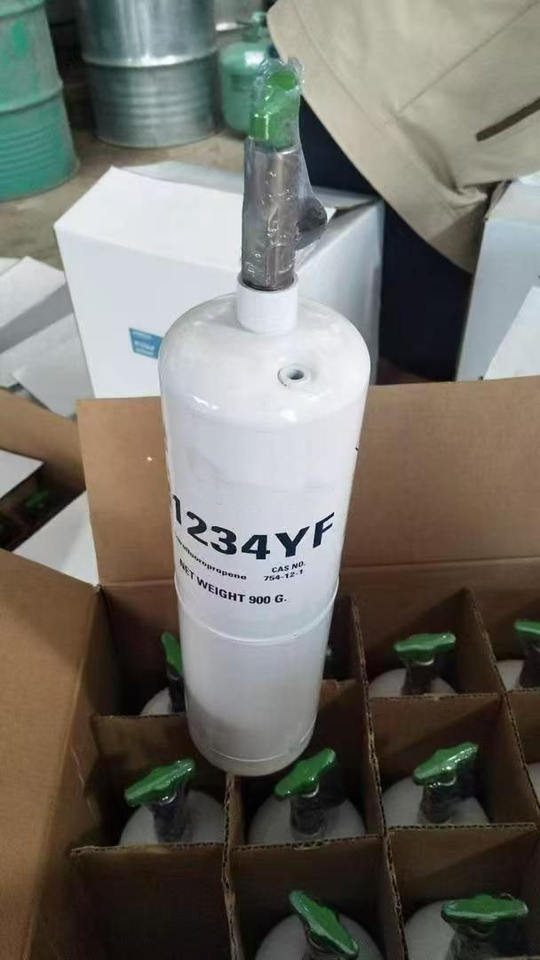 1234YF
CAS NO.
754-12-1
NET WEIGHT 900 G.